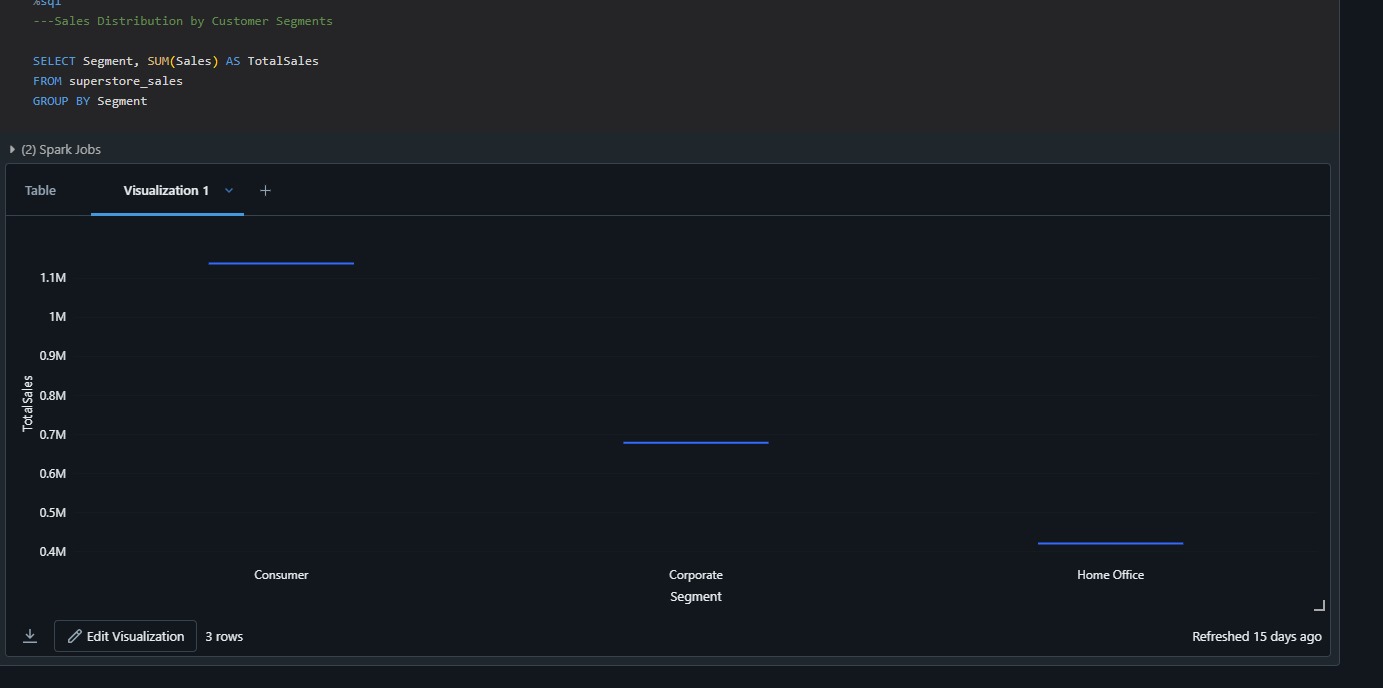 %sql
---Sales Distribution by Customer Segments
SELECT Segment, SUM(Sales) AS TotalSales
FROM superstore_sales
GROUP BY Segment
(2) Spark Jobs
Table Visualization 1 +
1.1M
1M
0.9M
0.8M
0.7M
0.6M
0.5M
0.4M
TotalSales
Consumer Corporate Home Office
Segment
Edit Visualization 3 rows Refreshed 15 days ago